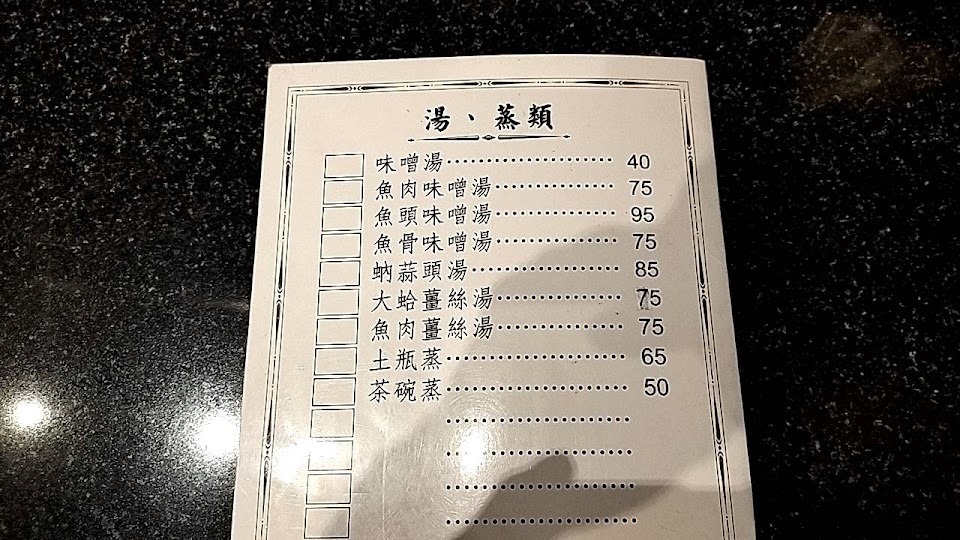 湯、蒸類
味噌湯 40
魚肉味噌湯 75
魚頭味噌湯 95
魚骨味噌湯 75
蚋蒜頭湯 85
大蛤薑絲湯 75
魚肉薑絲湯 75
土瓶蒸 65
茶碗蒸 50